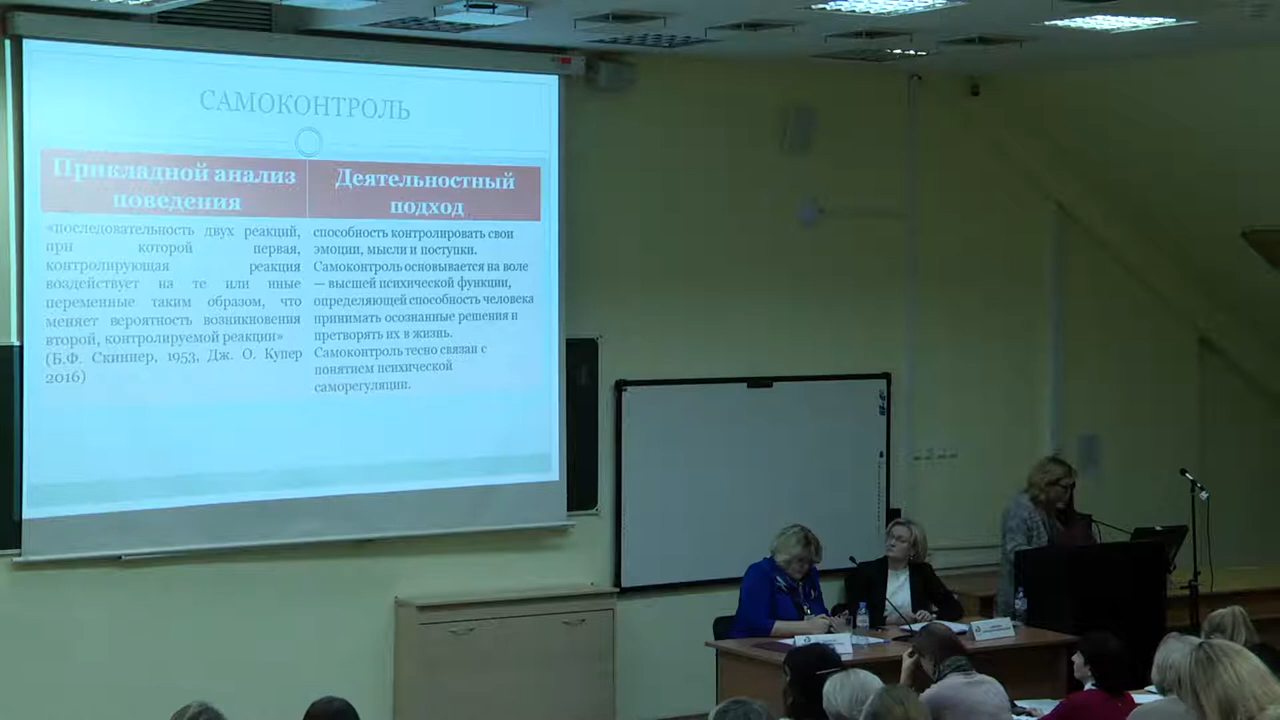 САМОКОНТРОЛЬ
Прикладной анализ
поведения
Деятельностный
подход
«последовательность двух реакций,
при которой первая,
контролирующая реакция
воздействует на те или иные
переменные таким образом, что
меняет вероятность возникновения
второй, контролируемой реакции»
(Б.Ф. Скиннер, 1953, Дж. О. Купер
2016)
способность контролировать свои
эмоции, мысли и поступки.
Самоконтроль основывается на воле
— высшей психической функции,
определяющей способность человека
принимать осознанные решения и
претворять их в жизнь.
Самоконтроль тесно связан с
понятием психической
саморегуляции.